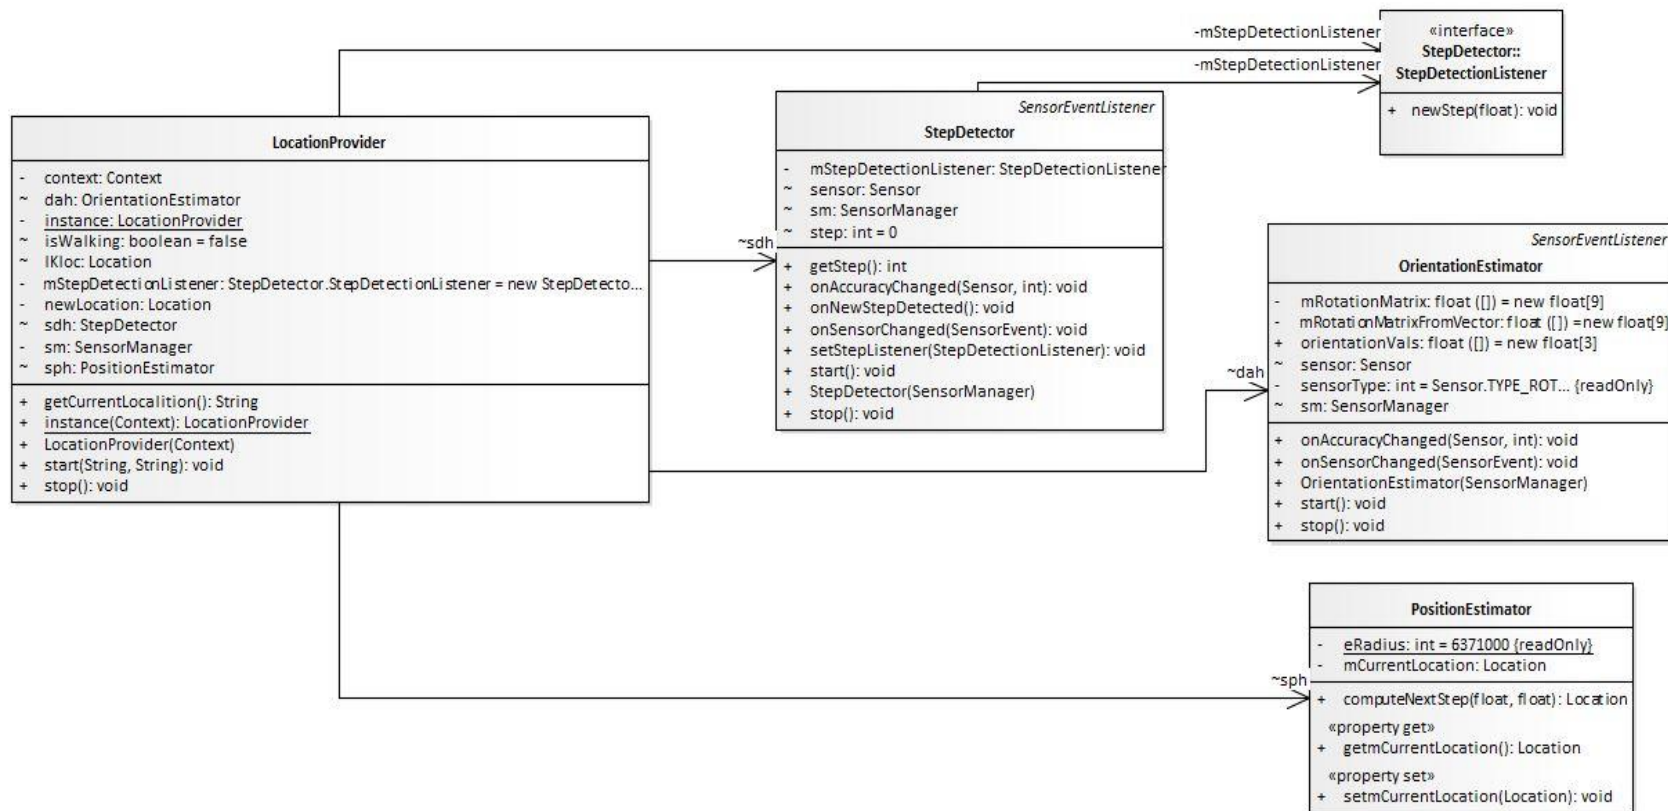 -mStepDetectionListener
-mStepDetectionListener
«interface»
StepDetector::
StepDetectionListener
+ newStep(float): void
LocationProvider
- context: Context
~ dah: OrientationEstimator
- instance: LocationProvider
~ isWalking: boolean = false
~ lKloc: Location
- mStepDetectionListener: StepDetector.StepDetectionListener = new StepDetecto...
- newLocation: Location
~ sdh: StepDetector
- sm: SensorManager
~ sph: PositionEstimator
+ getCurrentLocalition(): String
+ instance(Context): LocationProvider
+ LocationProvider(Context)
+ start(String, String): void
+ stop(): void
~sdh
SensorEventListener
StepDetector
- mStepDetectionListener: StepDetectionListener
~ sensor: Sensor
~ sm: SensorManager
~ step: int = 0
+ getStep(): int
+ onAccuracyChanged(Sensor, int): void
+ onNewStepDetected(): void
+ onSensorChanged(SensorEvent): void
+ setStepListener(StepDetectionListener): void
+ start(): void
+ StepDetector(SensorManager)
+ stop(): void
~dah
SensorEventListener
OrientationEstimator
- mRotationMatrix: float ([]) = new float[9]
- mRotationMatrixFromVector: float ([]) =new float[9]
+ orientationVals: float ([]) = new float[3]
~ sensor: Sensor
- sensorType: int = Sensor.TYPE_ROT... {readOnly}
~ sm: SensorManager
+ onAccuracyChanged(Sensor, int): void
+ onSensorChanged(SensorEvent): void
+ OrientationEstimator(SensorManager)
+ start(): void
+ stop(): void
~sph
PositionEstimator
- eRadius: int = 6371000 {readOnly}
- mCurrentLocation: Location
+ computeNextStep(float, float): Location
«property get»
+ getmCurrentLocation(): Location
«property set»
+ setmCurrentLocation(Location): void